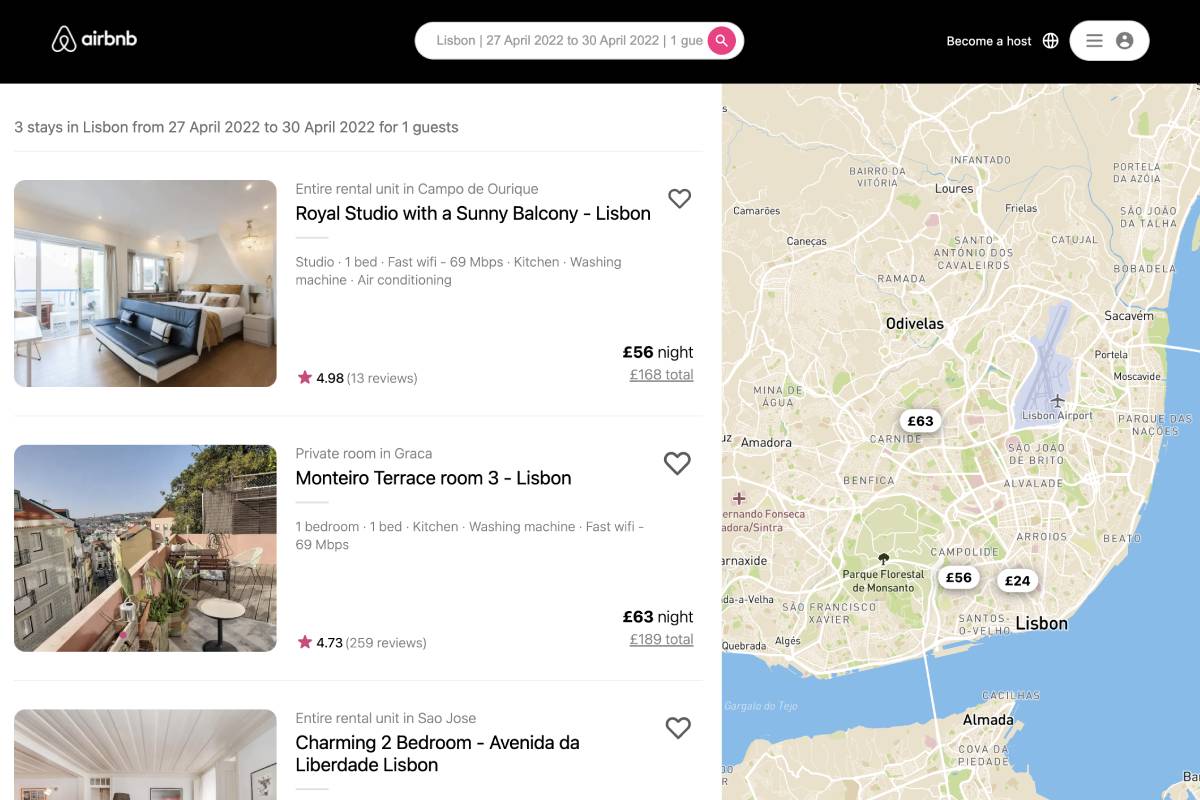 airbnb
Lisbon | 27 April 2022 to 30 April 2022 | 1 gue
Become a host
3 stays in Lisbon from 27 April 2022 to 30 April 2022 for 1 guests
Entire rental unit in Campo de Ourique
Royal Studio with a Sunny Balcony - Lisbon
Studio · 1 bed · Fast wifi - 69 Mbps · Kitchen · Washing
machine · Air conditioning
£56 night
4.98 (13 reviews)
£168 total
Private room in Graca
Monteiro Terrace room 3 - Lisbon
1 bedroom · 1 bed · Kitchen · Washing machine · Fast wifi -
69 Mbps
£63 night
4.73 (259 reviews)
£189 total
Entire rental unit in Sao Jose
Charming 2 Bedroom - Avenida da
Liberdade Lisbon
INFANTADO
BAIRRO DA
VITÓRIA
PORTELA
DA AZÓIA
Loures
Camarões
Frielas
SÃO JOÃO
DA TALHA
Caneças
SANTO
ANTÓNIO DOS
CAVALEIROS
CATUJAL
BOBADELA
RAMADA
Odivelas
Sacavém
Portela
Moscavide
MINA DE
ÁGUA
Lisbon Airport
PARQUE DAS
NAÇÕES
£63
CARNIDE
uz
Amadora
SÃO JOÃO
DE BRITO
BENFICA
ALVALADE
ernando Fonseca
adora/Sintra
ARROIOS
BEATO
CAMPOLIDE
arnaxide
Parque Florestal
de Monsanto
£56
£24
da-a-Velha
SÃO FRANCISCO
XAVIER
SANTOS-
O-VELHO
Lisbon
Quebrada
Algés
CACILHAS
Gargalo do Tejo
Almada
COVA DA
PIEDADE
Ba